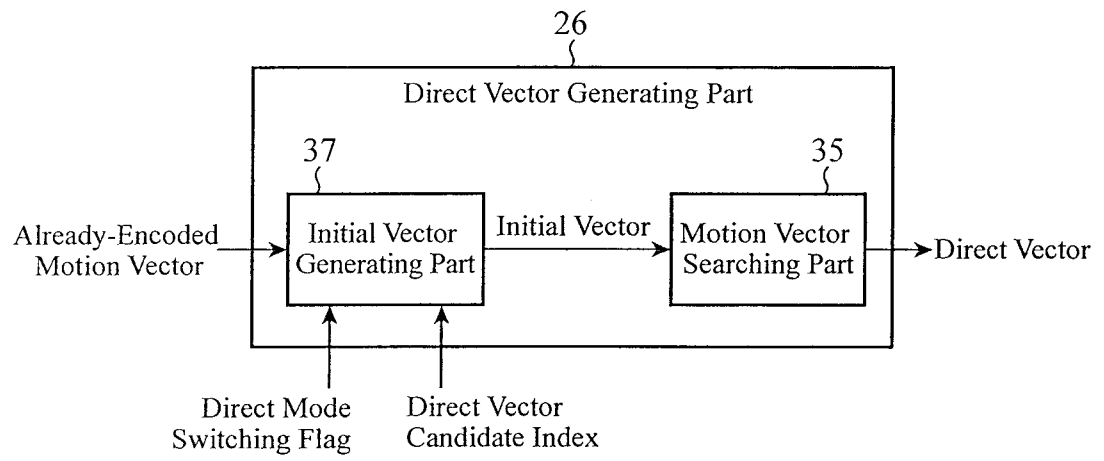 26
Direct Vector Generating Part
37
35
Already-Encoded
Motion Vector
Initial Vector
Generating Part
Initial Vector
Motion Vector
Searching Part
Direct Vector
Direct Mode
Switching Flag
Direct Vector
Candidate Index